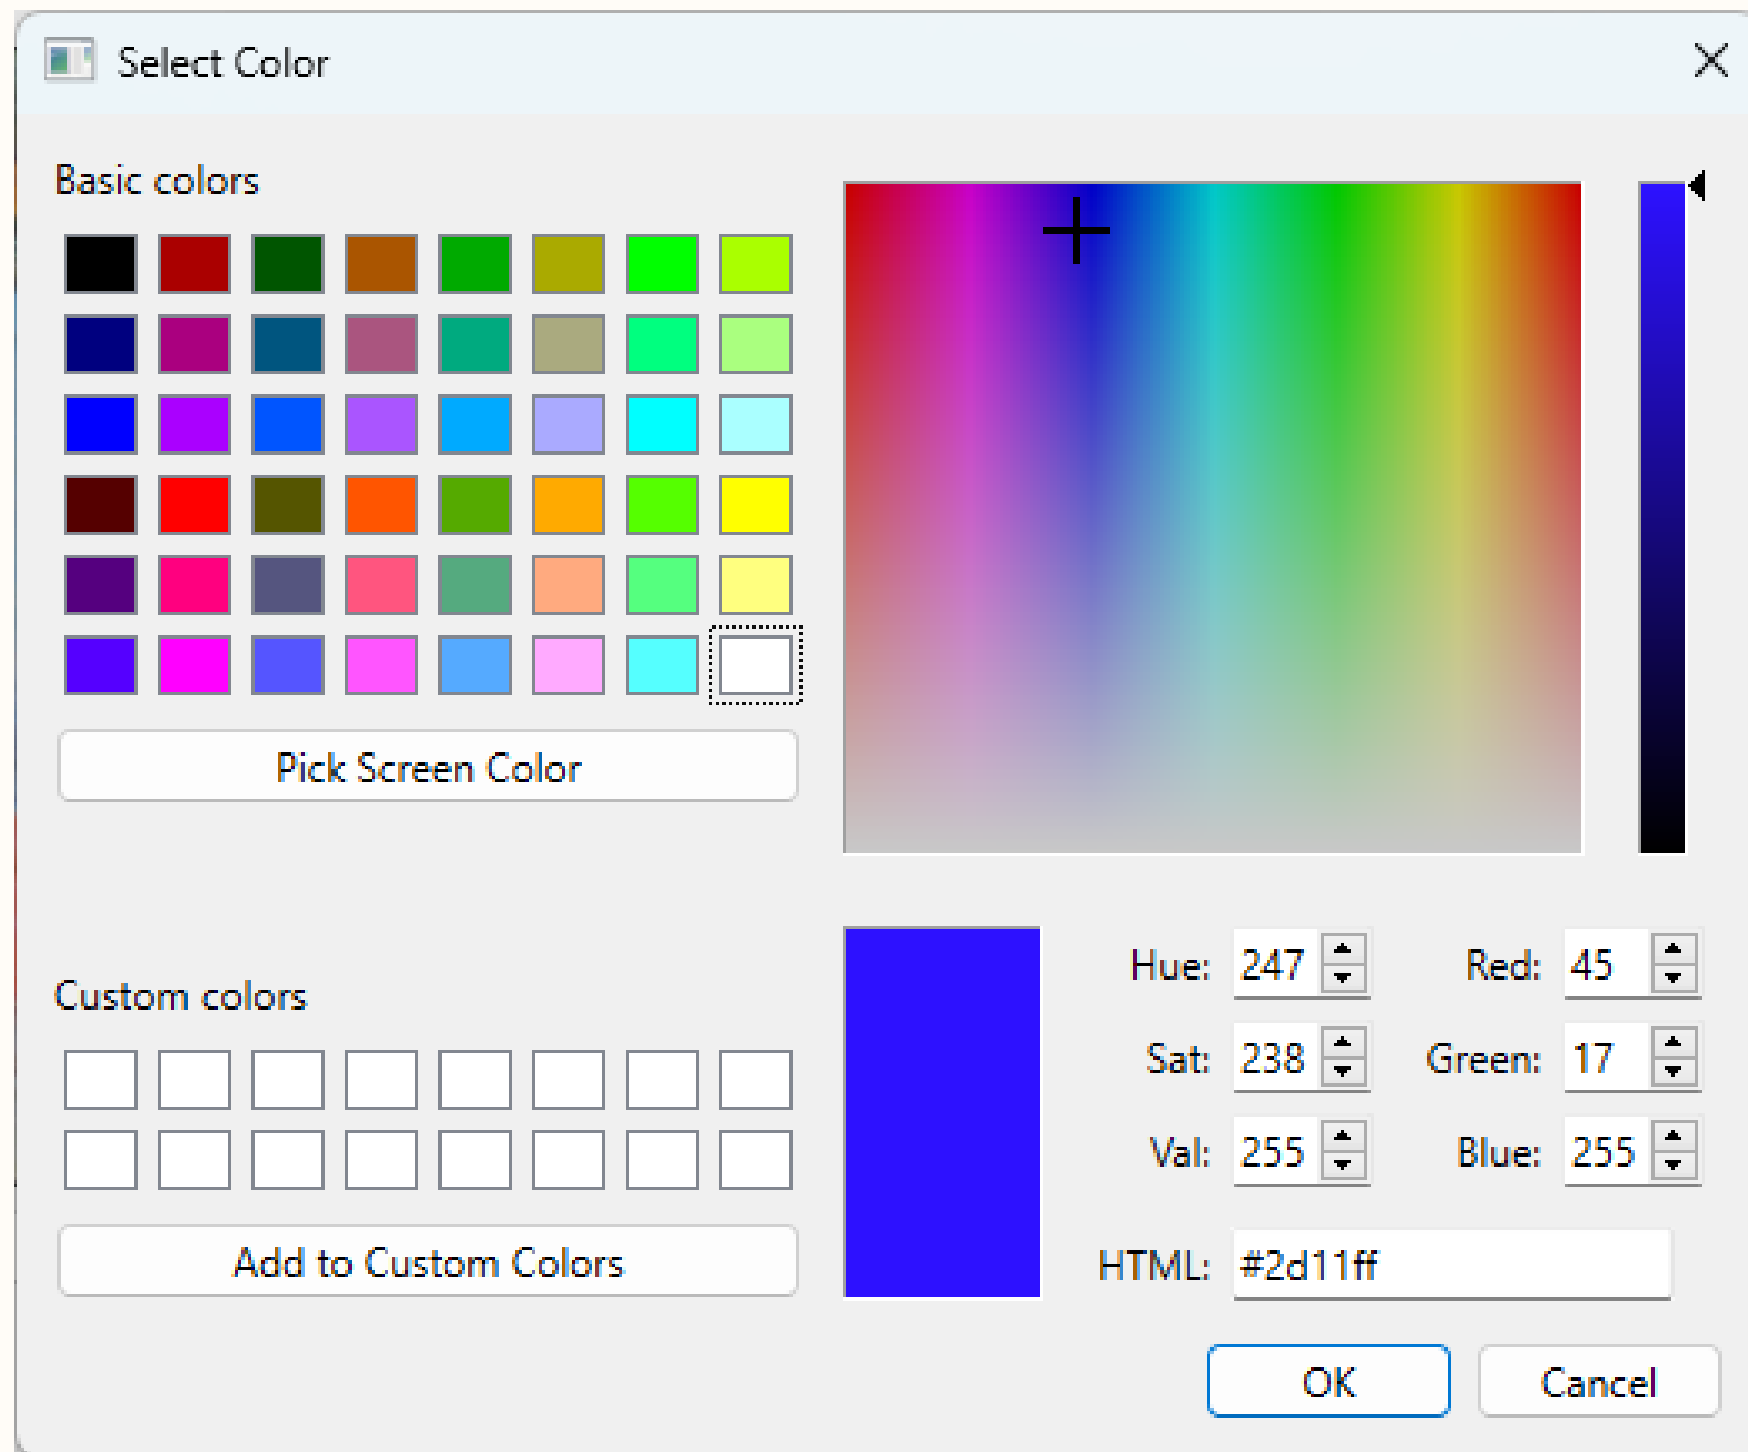 Select Color
Basic colors
Pick Screen Color
Custom colors
Add to Custom Colors
Hue: 247 Red: 45
Sat: 238 Green: 17
Val: 255 Blue: 255
HTML: #2d11ff
OK Cancel